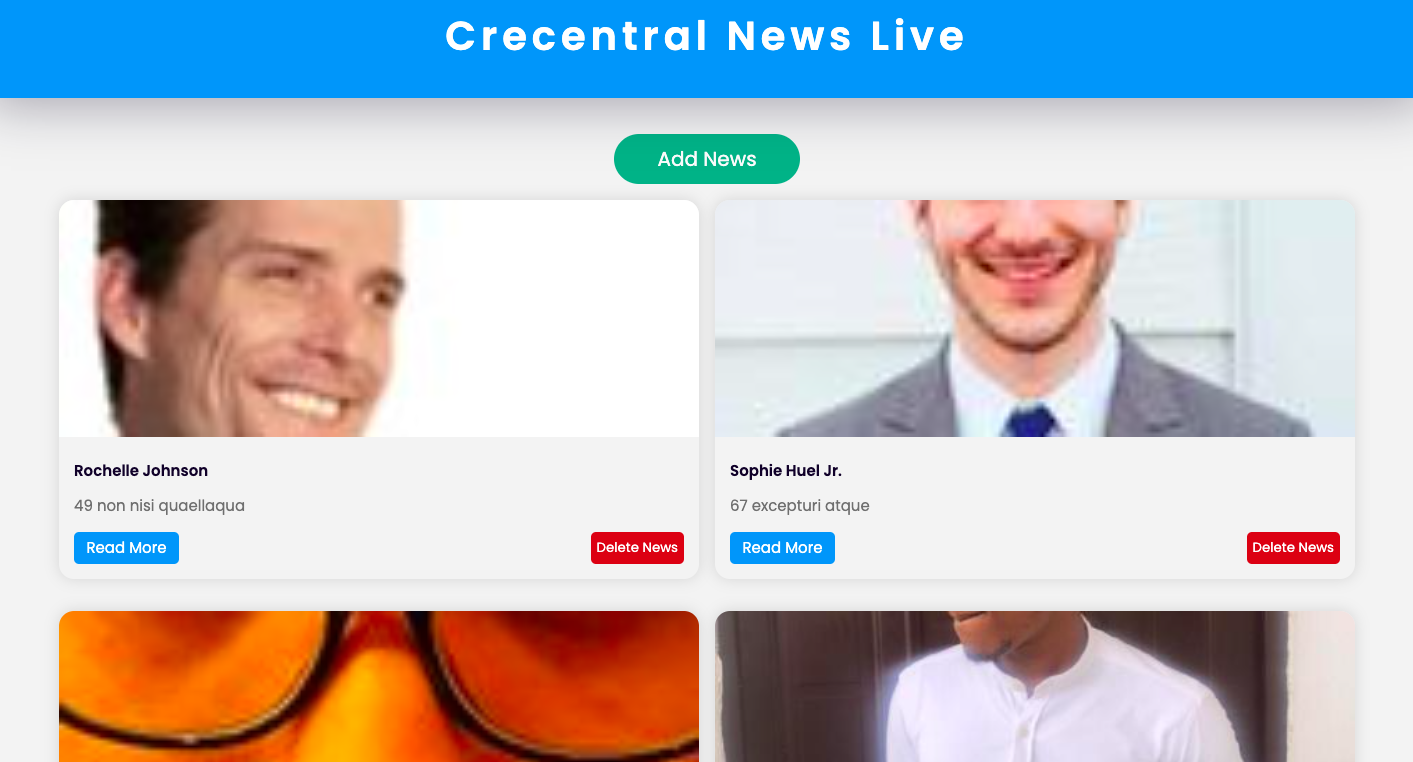 Crecentral News Live
Add News
Rochelle Johnson
49 non nisi quaellaqua
Read More
Delete News
Sophie Huel Jr.
67 excepturi atque
Read More
Delete News